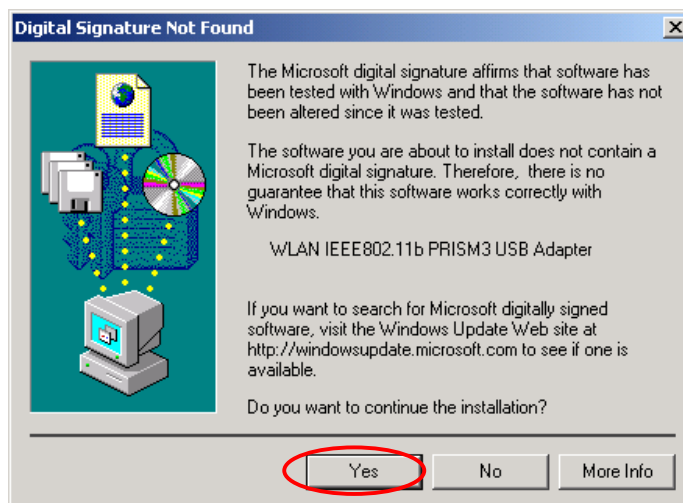 Digital Signature Not Found
The Microsoft digital signature affirms that software has
been tested with Windows and that the software has not
been altered since it was tested.
The software you are about to install does not contain a
Microsoft digital signature. Therefore,  there is no
guarantee that this software works correctly with
Windows.
WLAN IEEE802.11b PRISM3 USB Adapter
If you want to search for Microsoft digitally signed
software, visit the Windows Update Web site at
http://windowsupdate.microsoft.com to see if one is
available.
Do you want to continue the installation?
Yes No More Info